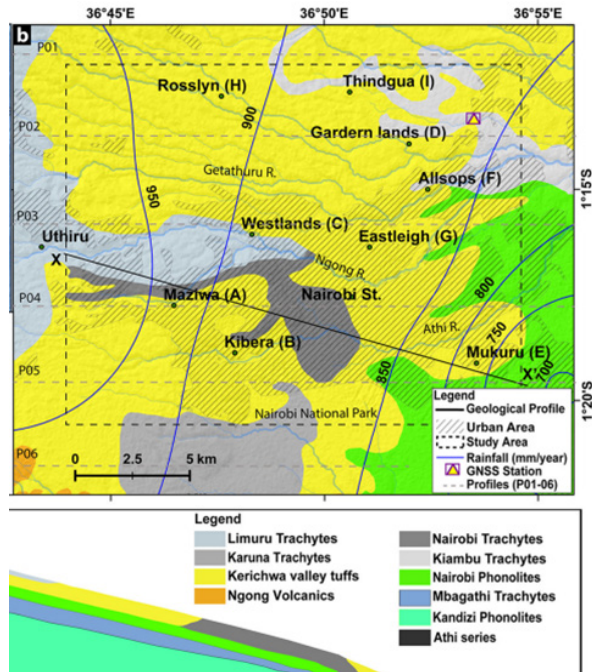 36°45'E
36°50'E
36°55'E
b
P01
Rosslyn (H)
Thindgua (I)
900
P02
Gardern lands (D)
Getathuru R.
Allsops (F)
1°15'S
950
P03
Westlands (C)
Uthiru
Eastleigh (G)
X
Ngong R.
800
P04
Maziwa (A)
Nairobi St.
Athi R.
750
Kibera (B)
Mukuru (E)
P05
850
700
X'
1°20'S
Nairobi National Park
Legend
Geological Profile
Urban Area
Study Area
Rainfall (mm/year)
GNSS Station
Profiles (P01-06)
P06
0 2.5 5 km
Legend
Limuru Trachytes
Karuna Trachytes
Kerichwa valley tuffs
Ngong Volcanics
Nairobi Trachytes
Kiambu Trachytes
Nairobi Phonolites
Mbagathi Trachytes
Kandizi Phonolites
Athi series